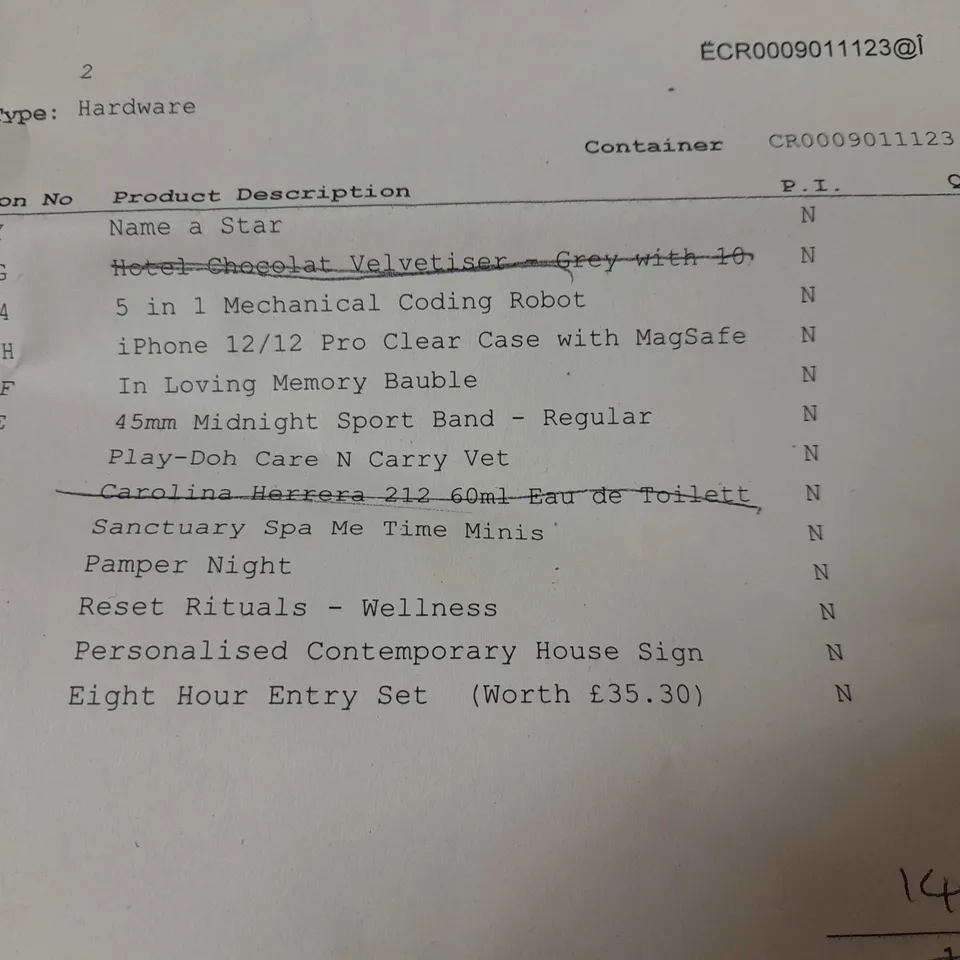 ËCR0009011123@Î
2
Type: Hardware
Container CR0009011123
on No Product Description P.I.
Name a Star N
G Hotel Chocolat Velvetiser - Grey with 10 N
A 5 in 1 Mechanical Coding Robot N
H iPhone 12/12 Pro Clear Case with MagSafe N
F In Loving Memory Bauble N
E 45mm Midnight Sport Band - Regular N
Play-Doh Care N Carry Vet N
Carolina Herrera 212 60ml Eau de Toilett N
Sanctuary Spa Me Time Minis N
Pamper Night N
Reset Rituals - Wellness N
Personalised Contemporary House Sign N
Eight Hour Entry Set (Worth £35.30) N
14